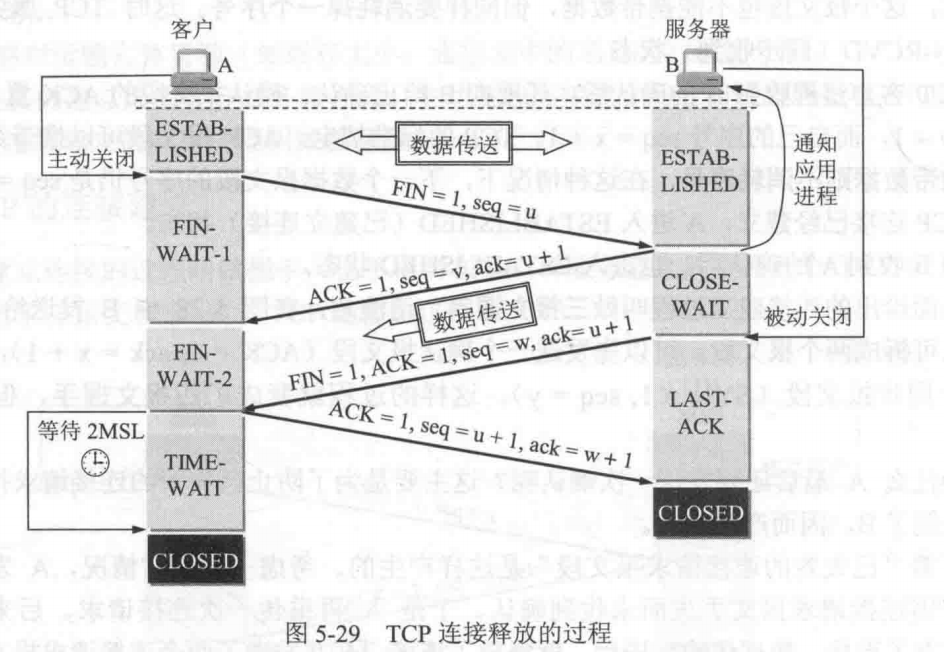 客户
服务器
A
B
ESTAB-
LISHED
数据传送
ESTAB-
LISHED
通知
应用
进程
主动关闭
FIN = 1, seq = u
FIN-
WAIT-1
ACK = 1, seq = v, ack= u + 1
CLOSE-
WAIT
数据传送
被动关闭
FIN = 1, ACK = 1, seq = w, ack = u + 1
FIN-
WAIT-2
LAST-
ACK
ACK = 1, seq = u + 1, ack = w + 1
等待 2MSL
TIME-
WAIT
CLOSED
CLOSED
图 5-29 TCP 连接释放的过程